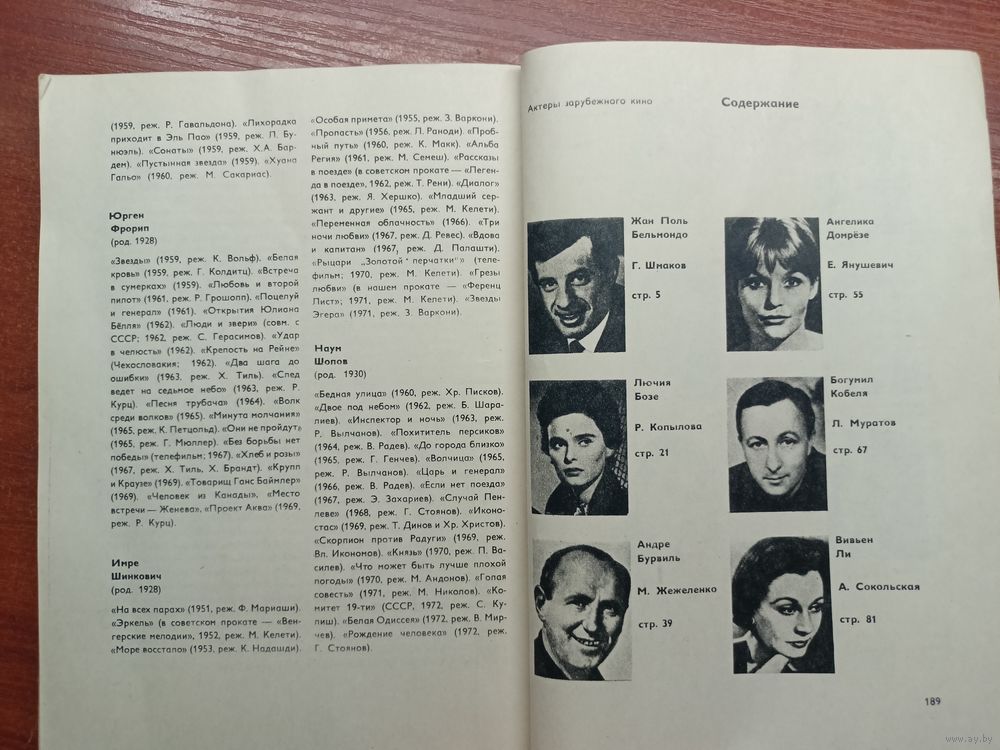 (1959, реж. Р. Гавальдона). «Лихорадка
приходит в Эль Пао» (1959, реж. Л. Бу-
нюэль). «Сонаты» (1959, реж. Х.А. Бар-
дем). «Пустынная звезда» (1959). «Хуана
Гальо» (1960, реж. М. Сакариас).
Юрген
Фрорип
(род. 1928)
«Звезды» (1959, реж. К. Вольф). «Белая
кровь» (1959, реж. Г. Колдитц). «Встреча
в сумерках» (1959). «Любовь и второй
пилот» (1961, реж. Р. Грошопп). «Поцелуй
и генерал» (1961). «Открытия Юлиана
Бёлля» (1962). «Люди и звери» (совм. с
СССР; 1962, реж. С. Герасимов). «Удар
в челюсть» (1962). «Крепость на Рейне»
(Чехословакия; 1962). «Два шага до
ошибки» (1963, реж. Х. Тиль). «След
ведет на седьмое небо» (1963, реж. Р.
Курц). «Песня трубача» (1964). «Волк
среди волков» (1965). «Минута молчания»
(1965, реж. К. Петцольд). «Они не пройдут»
(1965, реж. Г. Мюллер). «Без борьбы нет
победы» (телефильм; 1967). «Хлеб и розы»
(1967, реж. Х. Тиль, Х. Брандт). «Крупп
и Краузе» (1969). «Товарищ Ганс Баймлер»
(1969). «Человек из Канады», «Место
встречи — Женева», «Проект Аква» (1969,
реж. Р. Курц).
Имре
Шинкович
(род. 1928)
«На всех парах» (1951, реж. Ф. Мариаши).
«Эркель» (в советском прокате — «Вен-
герские мелодии», 1952, реж. М. Келети).
«Море восстало» (1953, реж. К. Надашди).
«Особая примета» (1955, реж. З. Варкони).
«Пропасть» (1956, реж. Л. Раноди). «Проб-
ный путь» (1960, реж. К. Макк). «Альба
Регия» (1961, реж. М. Семеш). «Рассказы
в поезде» (в советском прокате — «Леген-
да в поезде», 1962, реж. Т. Рени). «Диалог»
(1963, реж. Я. Хершко). «Младший сер-
жант и другие» (1965, реж. М. Келети).
«Переменная облачность» (1966). «Три
ночи любви» (1967, реж. Д. Ревес). «Вдова
и капитан» (1967, реж. Д. Палашти).
«Рыцари „Золотой перчатки"» (теле-
фильм; 1970, реж. М. Келети). «Грезы
любви» (в нашем прокате — «Ференц
Лист»; 1971, реж. М. Келети). «Звезды
Эгера» (1971, реж. З. Варкони).
Наум
Шопов
(род. 1930)
«Бедная улица» (1960, реж. Хр. Писков).
«Двое под небом» (1962, реж. Б. Шара-
лиев). «Инспектор и ночь» (1963, реж.
Р. Вылчанов). «Похититель персиков»
(1964, реж. В. Радев). «До города близко»
(1965, реж. Г. Генчев). «Волчица» (1965,
реж. Р. Вылчанов). «Царь и генерал»
(1966, реж. В. Радев). «Если нет поезда»
(1967, реж. Э. Захариев). «Случай Пен-
леве» (1968, реж. Г. Стоянов). «Иконо-
стас» (1969, реж. Т. Динов и Хр. Христов).
«Скорпион против Радуги» (1969, реж.
Вл. Икономов). «Князь» (1970, реж. П. Ва-
силев). «Что может быть лучше плохой
погоды» (1970, реж. М. Андонов). «Голая
совесть» (1971, реж. М. Николов). «Ко-
митет 19-ти» (СССР, 1972, реж. С. Ку-
лиш). «Белая Одиссея» (1972, реж. В. Мир-
чев). «Рождение человека» (1972, реж.
Г. Стоянов).
Актеры зарубежного кино
Содержание
Жан Поль
Бельмондо
Г. Шмаков
стр. 5
Ангелика
Домрёзе
Е. Янушевич
стр. 55
Лючия
Бозе
Р. Копылова
стр. 21
Богумил
Кобеля
Л. Муратов
стр. 67
Андре
Бурвиль
М. Жежеленко
стр. 39
Вивьен
Ли
А. Сокольская
стр. 81
189
www.ay.by